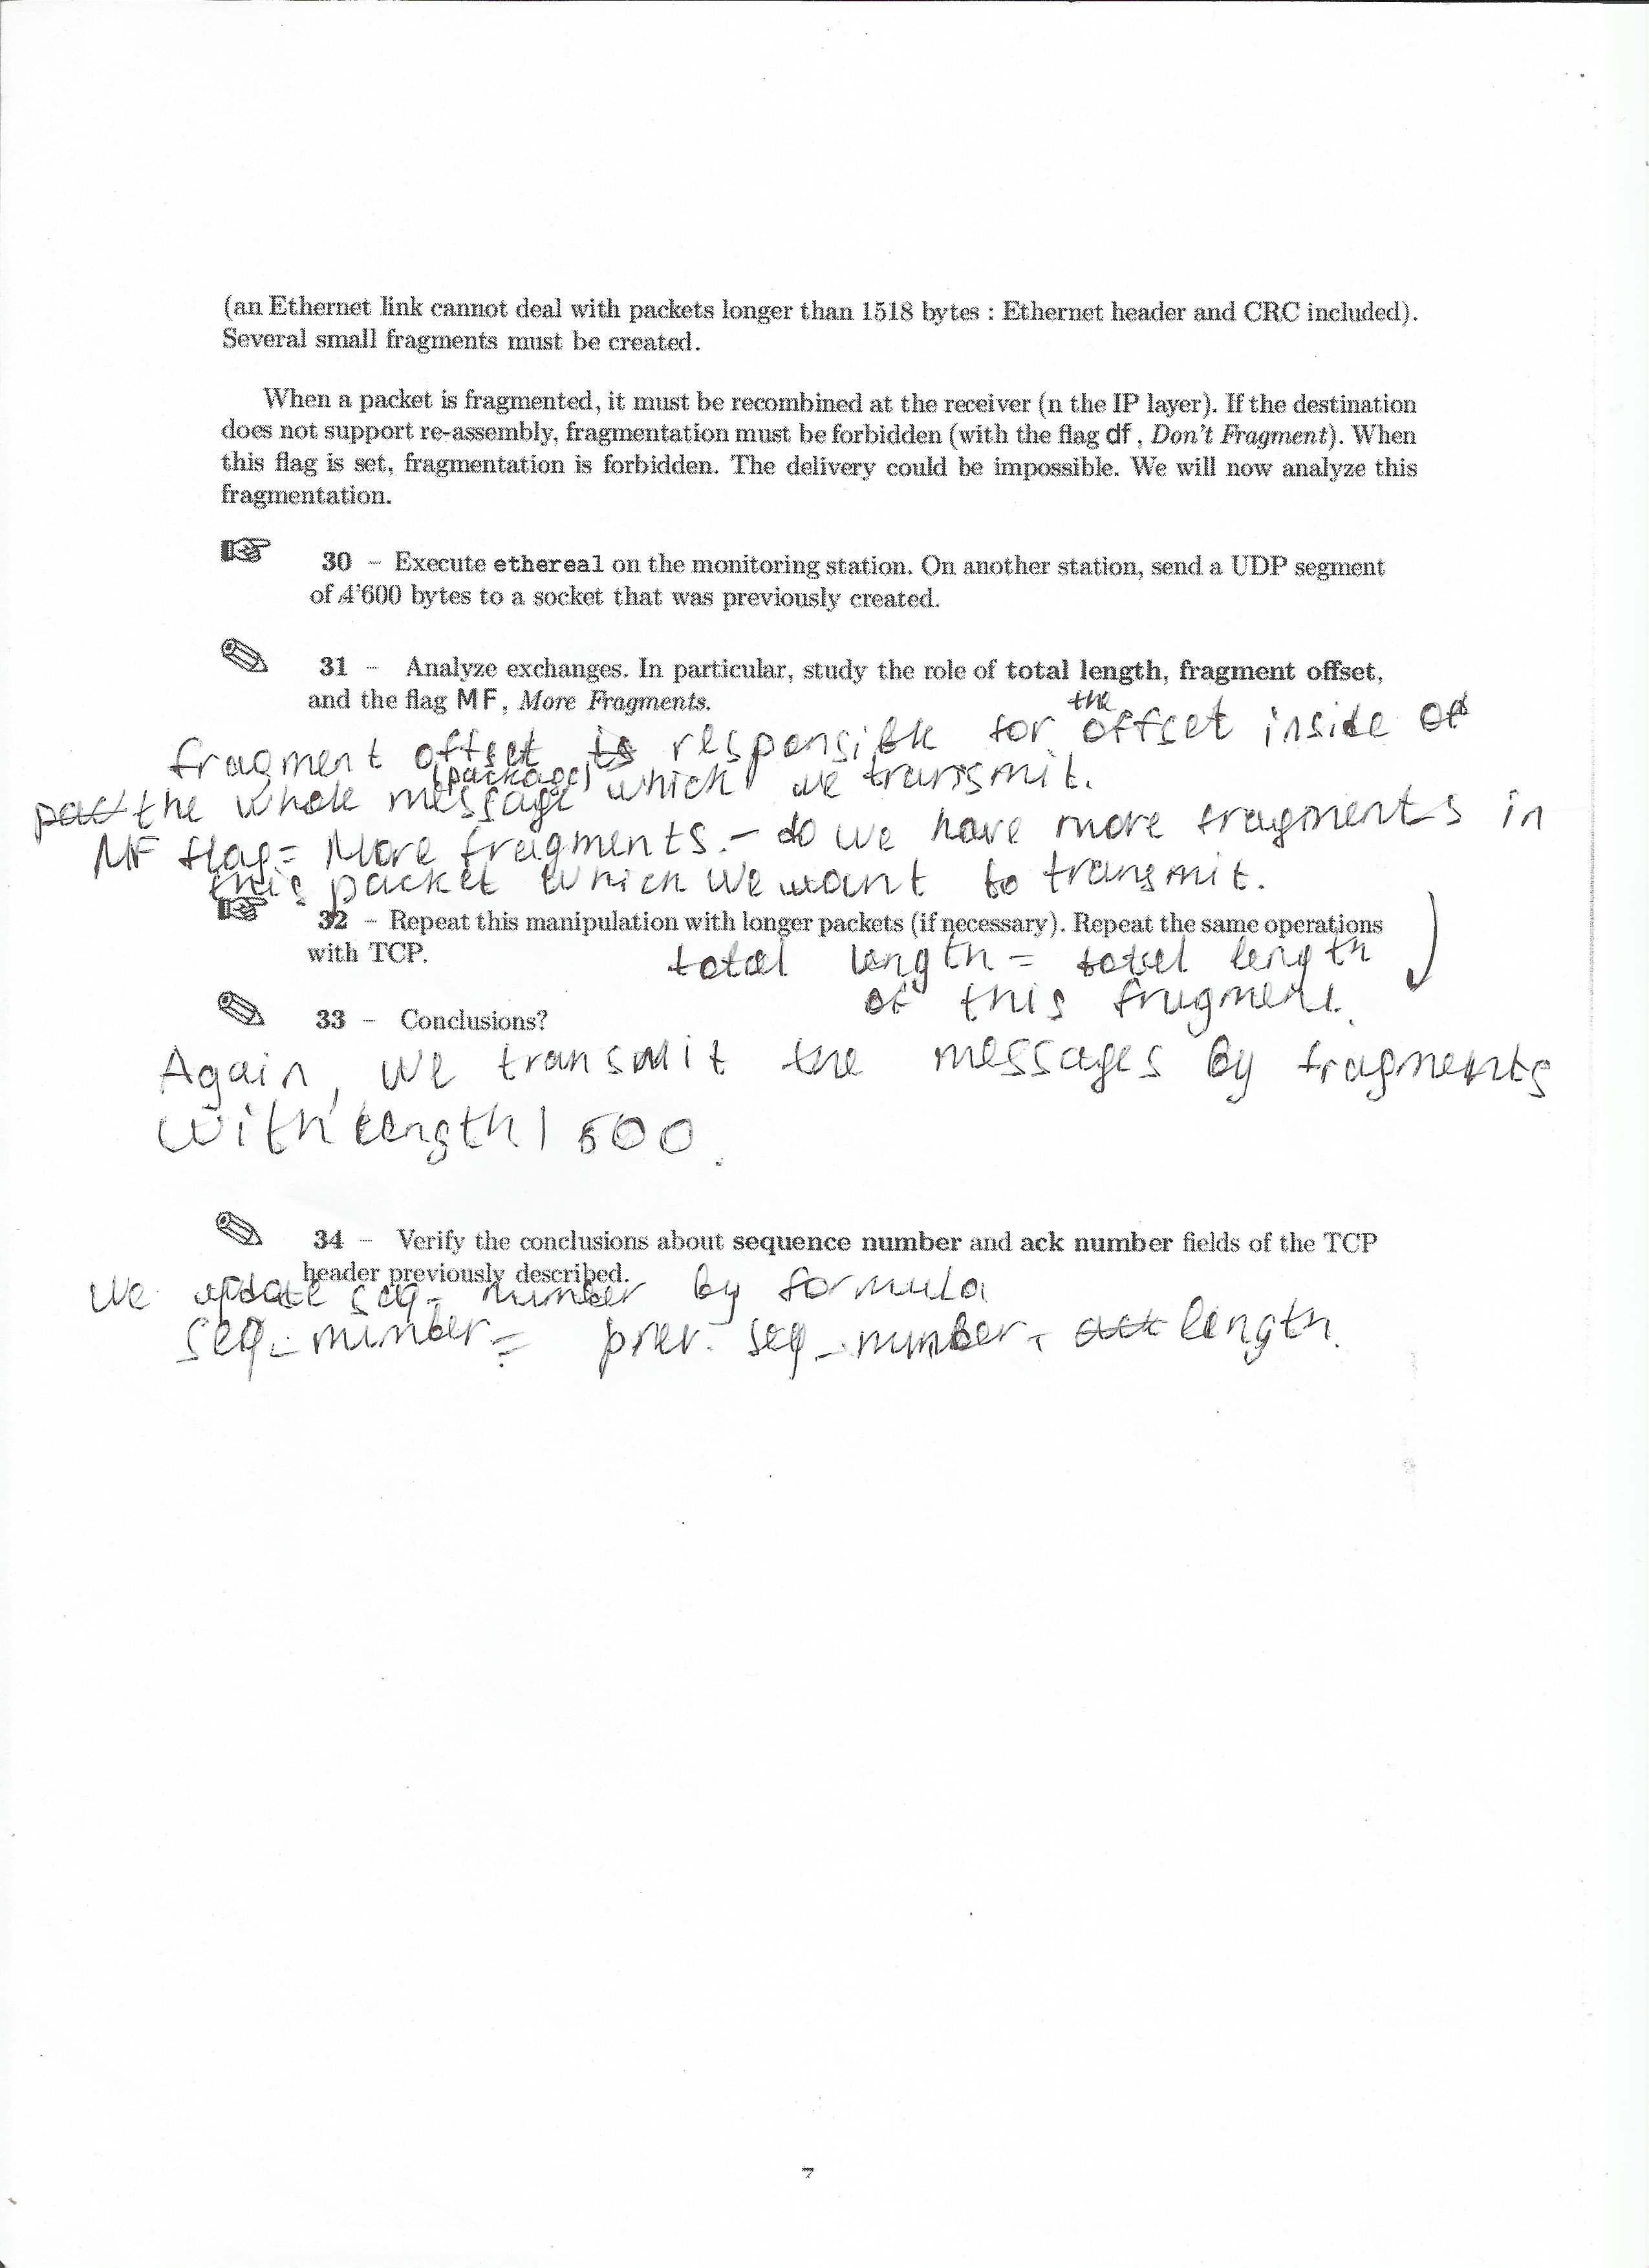 (an Ethernet link cannot deal with packets longer than 1518 bytes : Ethernet header and CRC included).
Several small fragments must be created.
When a packet is fragmented, it must be recombined at the receiver (n the IP layer). If the destination
does not support re-assembly, fragmentation must be forbidden (with the flag df, Don't Fragment). When
this flag is set, fragmentation is forbidden. The delivery could be impossible. We will now analyze this
fragmentation.
30 – Execute ethereal on the monitoring station. On another station, send a UDP segment
of 4'600 bytes to a socket that was previously created.
31 – Analyze exchanges. In particular, study the role of total length, fragment offset,
and the flag MF, More Fragments.
the
fragment offset is responsible for offset inside of
(package)
the whole message which we transmit.
MF flag = More fragments. - do we have more fragments in
this packet which we want to transmit.
32 – Repeat this manipulation with longer packets (if necessary). Repeat the same operations
with TCP.
total length = total length
of this fragment.
33 – Conclusions?
Again, we transmit the messages by fragments
with length 1500.
34 – Verify the conclusions about sequence number and ack number fields of the TCP
header previously described.
We update seq_number by formula
seq_number = prev. seq_number + length.
7